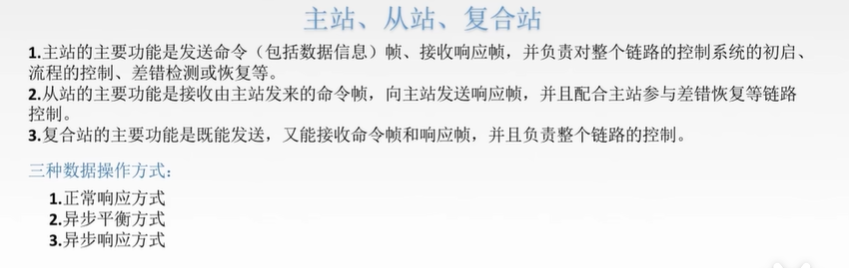 主站、从站、复合站
1.主站的主要功能是发送命令（包括数据信息）帧、接收响应帧，并负责对整个链路的控制系统的初启、
流程的控制、差错检测或恢复等。
2.从站的主要功能是接收由主站发来的命令帧，向主站发送响应帧，并且配合主站参与差错恢复等链路
控制。
3.复合站的主要功能是既能发送，又能接收命令帧和响应帧，并且负责整个链路的控制。
三种数据操作方式：
1.正常响应方式
2.异步平衡方式
3.异步响应方式